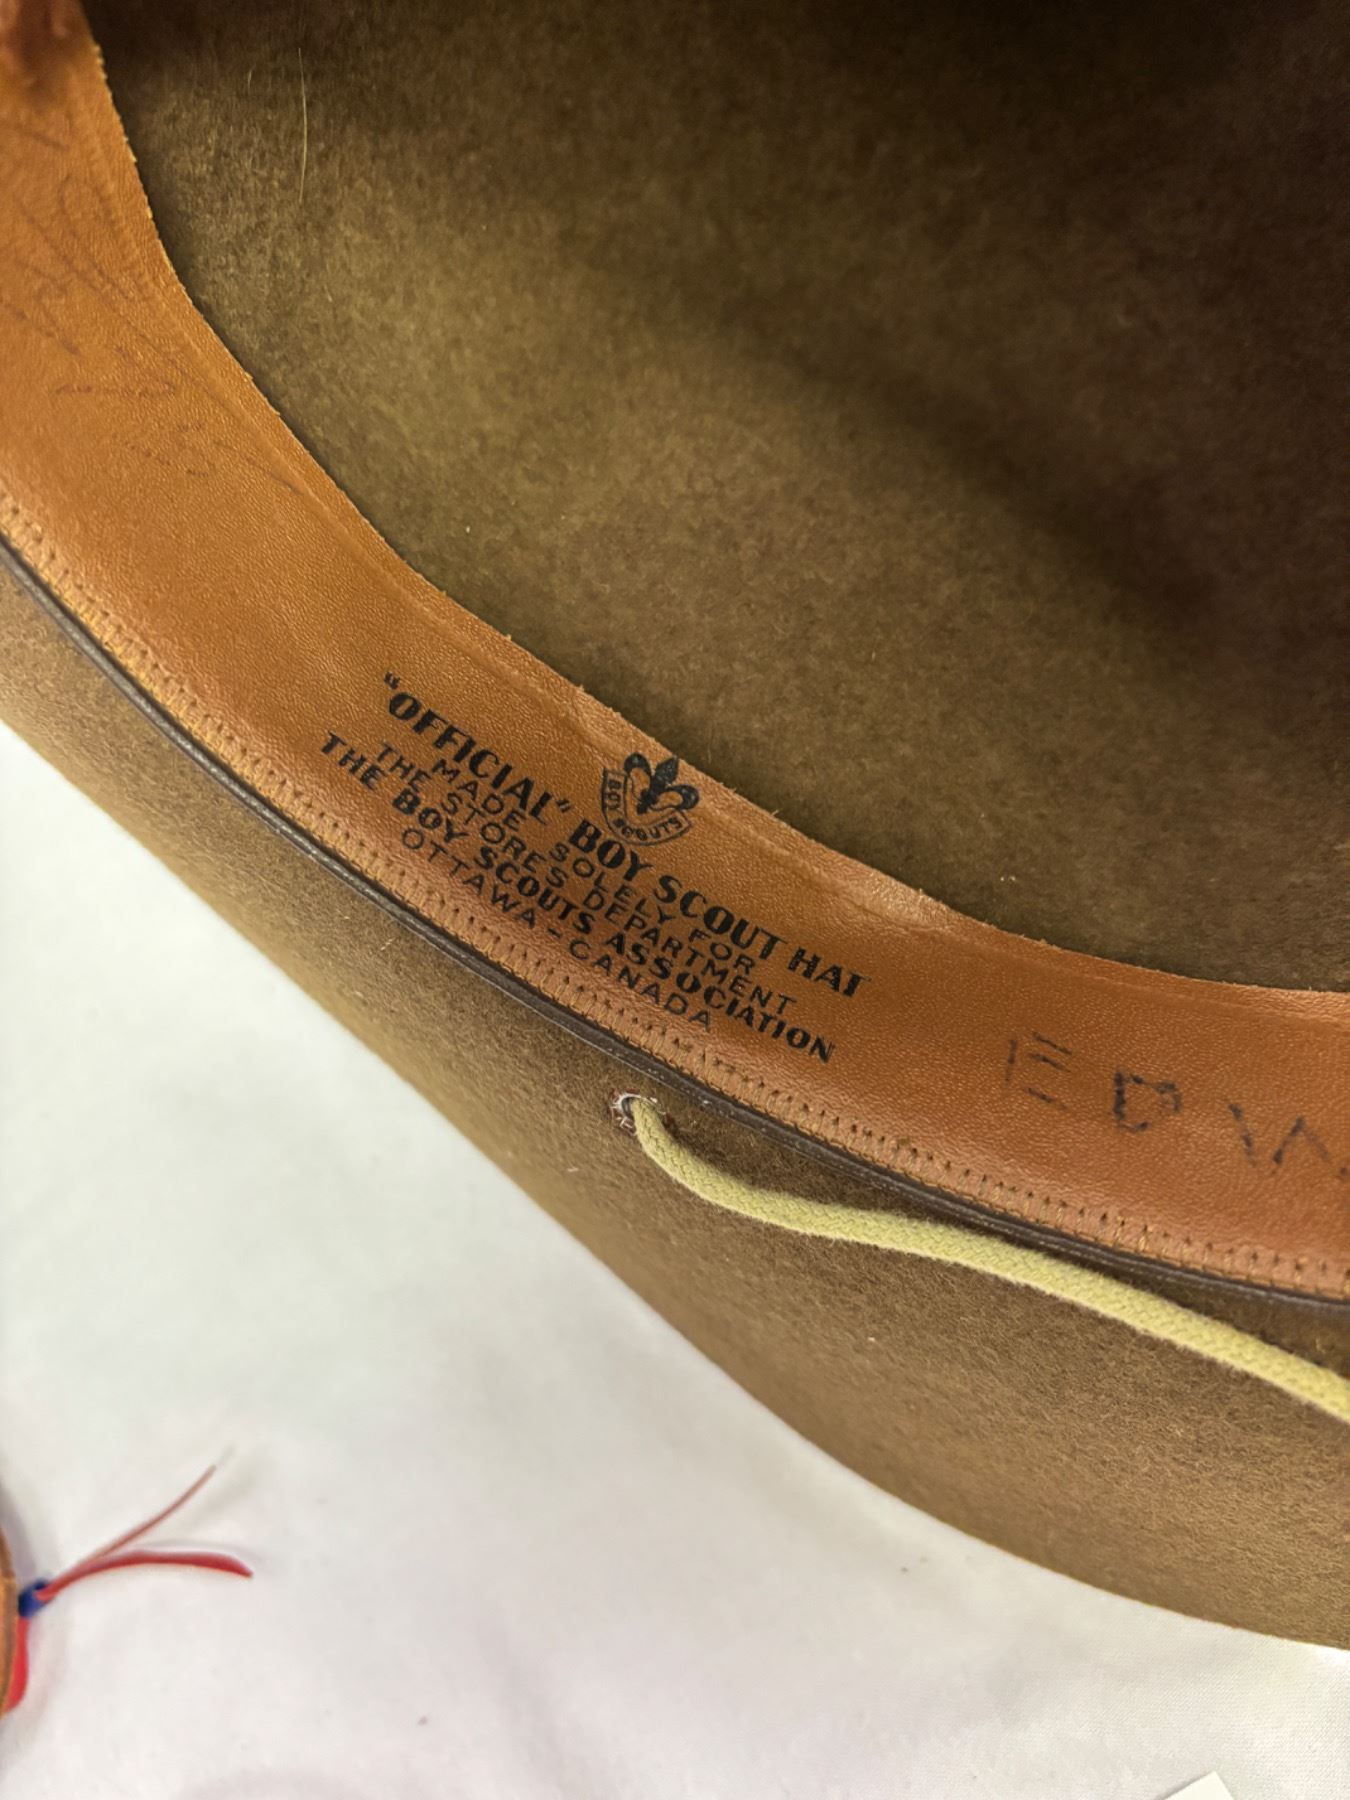 BOY SCOUTS
"OFFICIAL" BOY SCOUT HAT
MADE SOLELY FOR
THE STORES DEPARTMENT
THE BOY SCOUTS ASSOCIATION
OTTAWA - CANADA
EDW